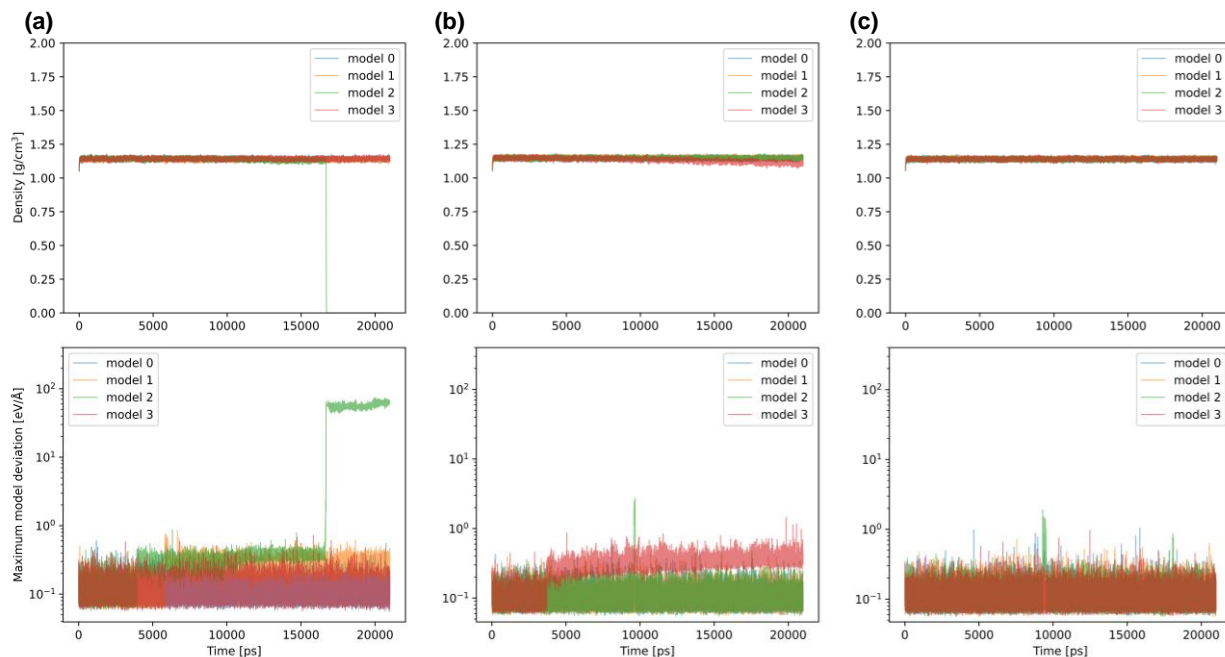 (a)
(b)
(c)
2.00
1.75
1.50
1.25
1.00
0.75
0.50
0.25
0.00
Density [g/cm³]
model 0
model 1
model 2
model 3
0 5000 10000 15000 20000
2.00
1.75
1.50
1.25
1.00
0.75
0.50
0.25
0.00
model 0
model 1
model 2
model 3
0 5000 10000 15000 20000
2.00
1.75
1.50
1.25
1.00
0.75
0.50
0.25
0.00
model 0
model 1
model 2
model 3
0 5000 10000 15000 20000
10²
10¹
10⁰
10⁻¹
Maximum model deviation [eV/Å]
model 0
model 1
model 2
model 3
0 5000 10000 15000 20000
Time [ps]
10²
10¹
10⁰
10⁻¹
model 0
model 1
model 2
model 3
0 5000 10000 15000 20000
Time [ps]
10²
10¹
10⁰
10⁻¹
model 0
model 1
model 2
model 3
0 5000 10000 15000 20000
Time [ps]